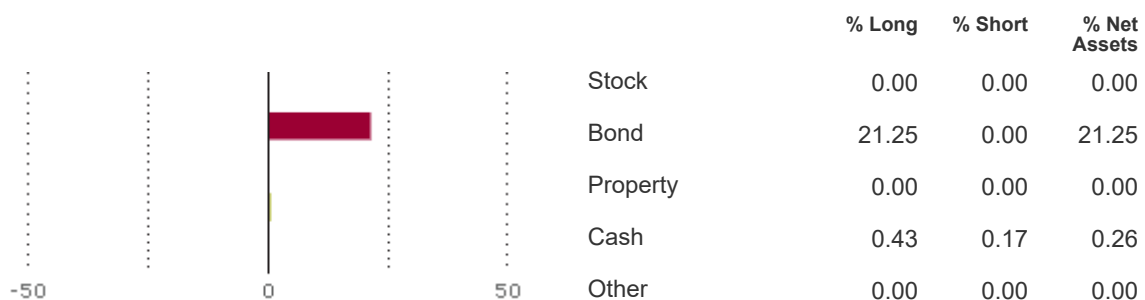 % Long % Short % Net
Assets
Stock 0.00 0.00 0.00
Bond 21.25 0.00 21.25
Property 0.00 0.00 0.00
Cash 0.43 0.17 0.26
Other 0.00 0.00 0.00
-50 0 50